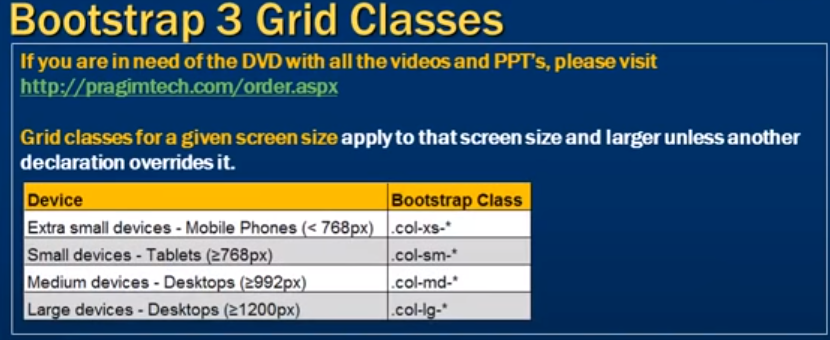 Bootstrap 3 Grid Classes
If you are in need of the DVD with all the videos and PPT's, please visit
http://pragimtech.com/order.aspx
Grid classes for a given screen size apply to that screen size and larger unless another
declaration overrides it.
Device Bootstrap Class
Extra small devices - Mobile Phones (< 768px) .col-xs-*
Small devices - Tablets (≥768px) .col-sm-*
Medium devices - Desktops (≥992px) .col-md-*
Large devices - Desktops (≥1200px) .col-lg-*